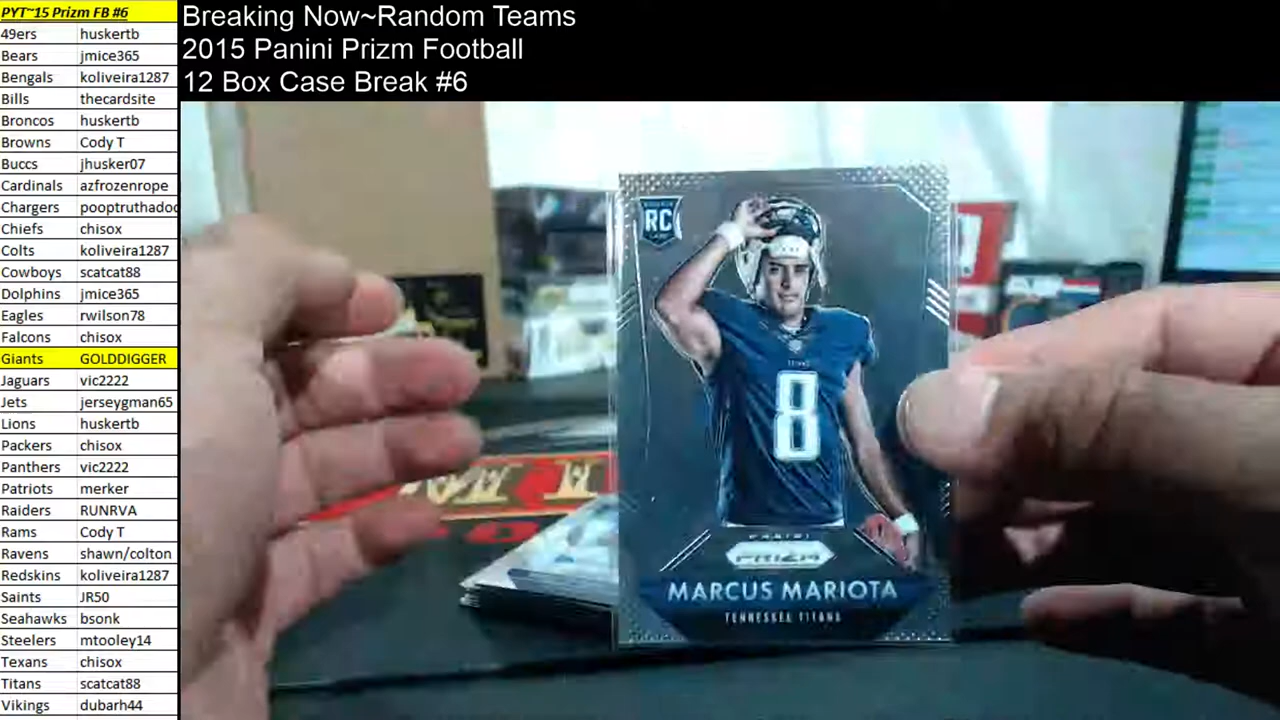 PYT~15 Prizm FB #6
49ers huskertb
Bears jmice365
Bengals koliveira1287
Bills thecardsite
Broncos huskertb
Browns Cody T
Buccs jhusker07
Cardinals azfrozenrope
Chargers pooptruthadoo
Chiefs chisox
Colts koliveira1287
Cowboys scatcat88
Dolphins jmice365
Eagles rwilson78
Falcons chisox
Giants GOLDDIGGER
Jaguars vic2222
Jets jerseygman65
Lions huskertb
Packers chisox
Panthers vic2222
Patriots merker
Raiders RUNRVA
Rams Cody T
Ravens shawn/colton
Redskins koliveira1287
Saints JR50
Seahawks bsonk
Steelers mtooley14
Texans chisox
Titans scatcat88
Vikings dubarh44
Breaking Now~Random Teams
2015 Panini Prizm Football
12 Box Case Break #6
RC
TITANS
8
PANINI
PRIZM
MARCUS MARIOTA
TENNESSEE TITANS